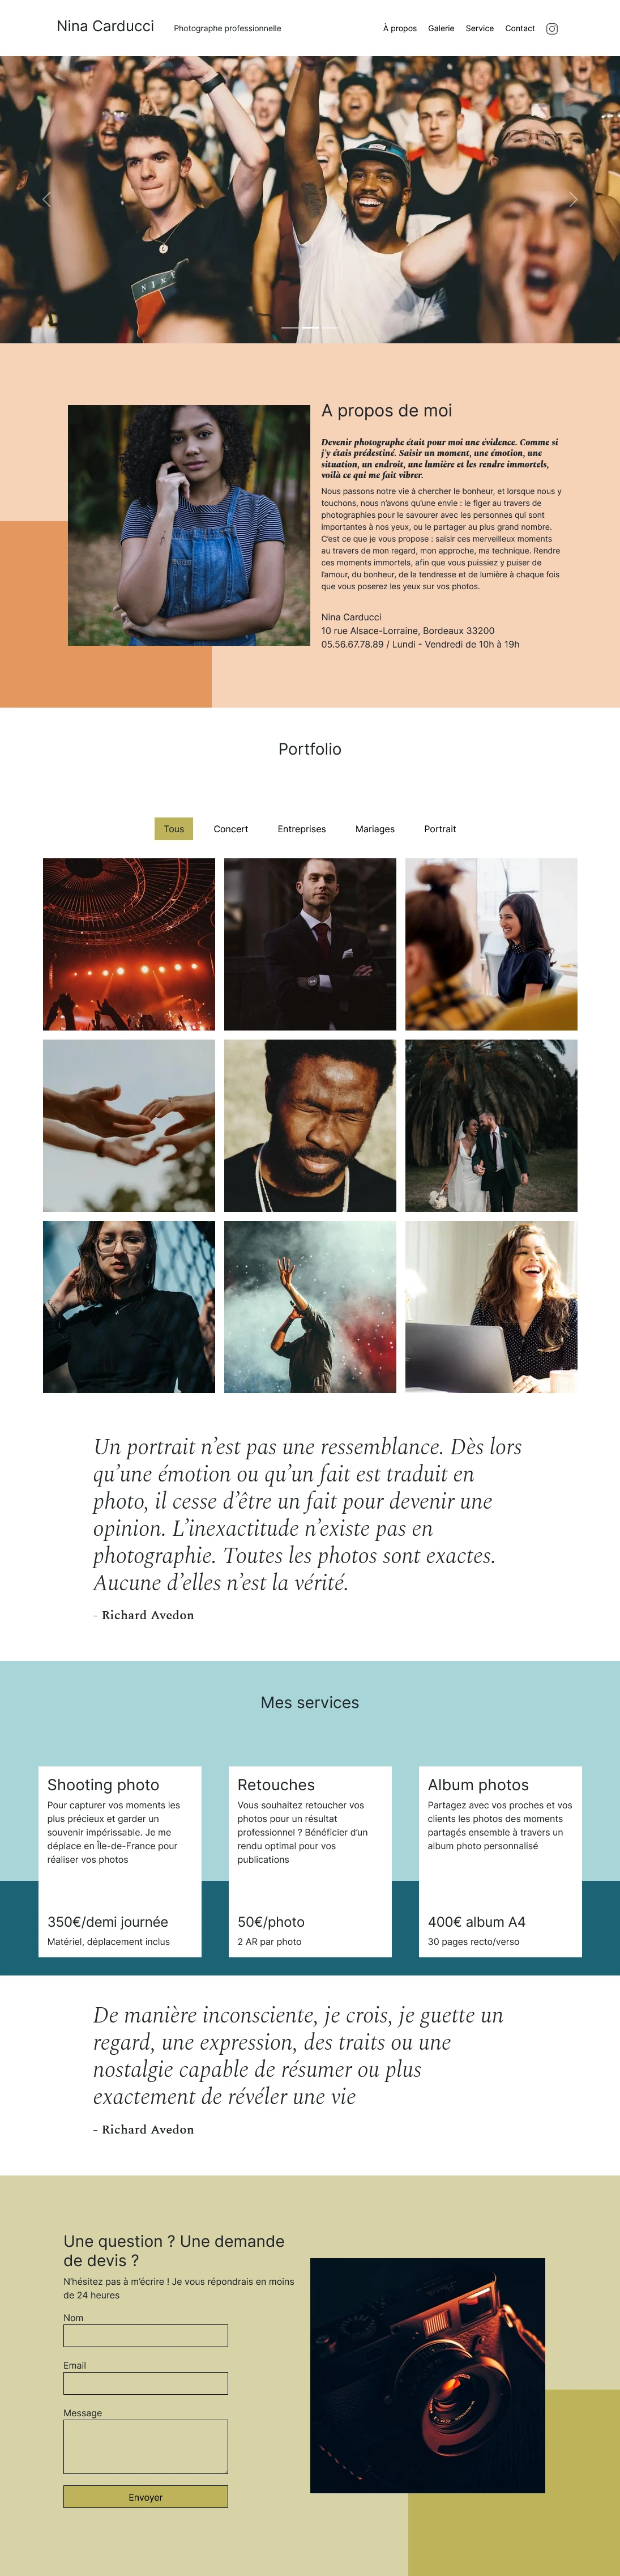 Nina Carducci
Photographe professionnelle
À propos
Galerie
Service
Contact
NIKE
A propos de moi
Devenir photographe était pour moi une évidence. Comme si
j'y étais prédestiné. Saisir un moment, une émotion, une
situation, un endroit, une lumière et les rendre immortels,
voilà ce qui me fait vibrer.
Nous passons notre vie à chercher le bonheur, et lorsque nous y
touchons, nous n’avons qu’une envie : le figer au travers de
photographies pour le savourer avec les personnes qui sont
importantes à nos yeux, ou le partager au plus grand nombre.
C’est ce que je vous propose : saisir ces merveilleux moments
au travers de mon regard, mon approche, ma technique. Rendre
ces moments immortels, afin que vous puissiez y puiser de
l’amour, du bonheur, de la tendresse et de lumière à chaque fois
que vous poserez les yeux sur vos photos.
Nina Carducci
10 rue Alsace-Lorraine, Bordeaux 33200
05.56.67.78.89 / Lundi - Vendredi de 10h à 19h
Portfolio
Tous
Concert
Entreprises
Mariages
Portrait
Un portrait n’est pas une ressemblance. Dès lors
qu’une émotion ou qu’un fait est traduit en
photo, il cesse d’être un fait pour devenir une
opinion. L’inexactitude n’existe pas en
photographie. Toutes les photos sont exactes.
Aucune d’elles n’est la vérité.
- Richard Avedon
Mes services
Shooting photo
Pour capturer vos moments les
plus précieux et garder un
souvenir impérissable. Je me
déplace en Île-de-France pour
réaliser vos photos
350€/demi journée
Matériel, déplacement inclus
Retouches
Vous souhaitez retoucher vos
photos pour un résultat
professionnel ? Bénéficier d’un
rendu optimal pour vos
publications
50€/photo
2 AR par photo
Album photos
Partagez avec vos proches et vos
clients les photos des moments
partagés ensemble à travers un
album photo personnalisé
400€ album A4
30 pages recto/verso
De manière inconsciente, je crois, je guette un
regard, une expression, des traits ou une
nostalgie capable de résumer ou plus
exactement de révéler une vie
- Richard Avedon
Une question ? Une demande
de devis ?
N’hésitez pas à m’écrire ! Je vous répondrais en moins
de 24 heures
Nom
Email
Message
Envoyer